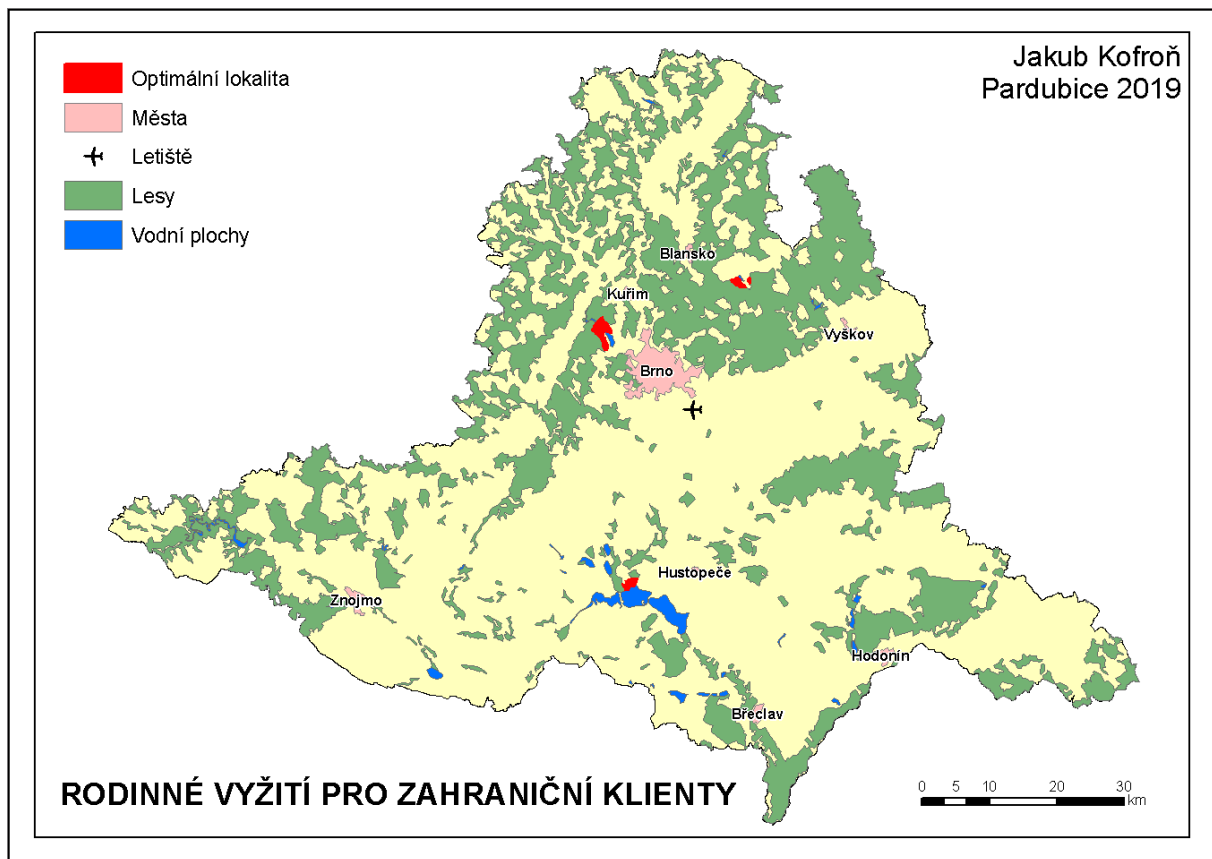 Jakub Kofroň
Pardubice 2019
Optimální lokalita
Města
Letiště
Lesy
Vodní plochy
Blansko
Kuřim
Vyškov
Brno
Hustopeče
Znojmo
Hodonín
Břeclav
RODINNÉ VYŽITÍ PRO ZAHRANIČNÍ KLIENTY
0 5 10 20 30
km